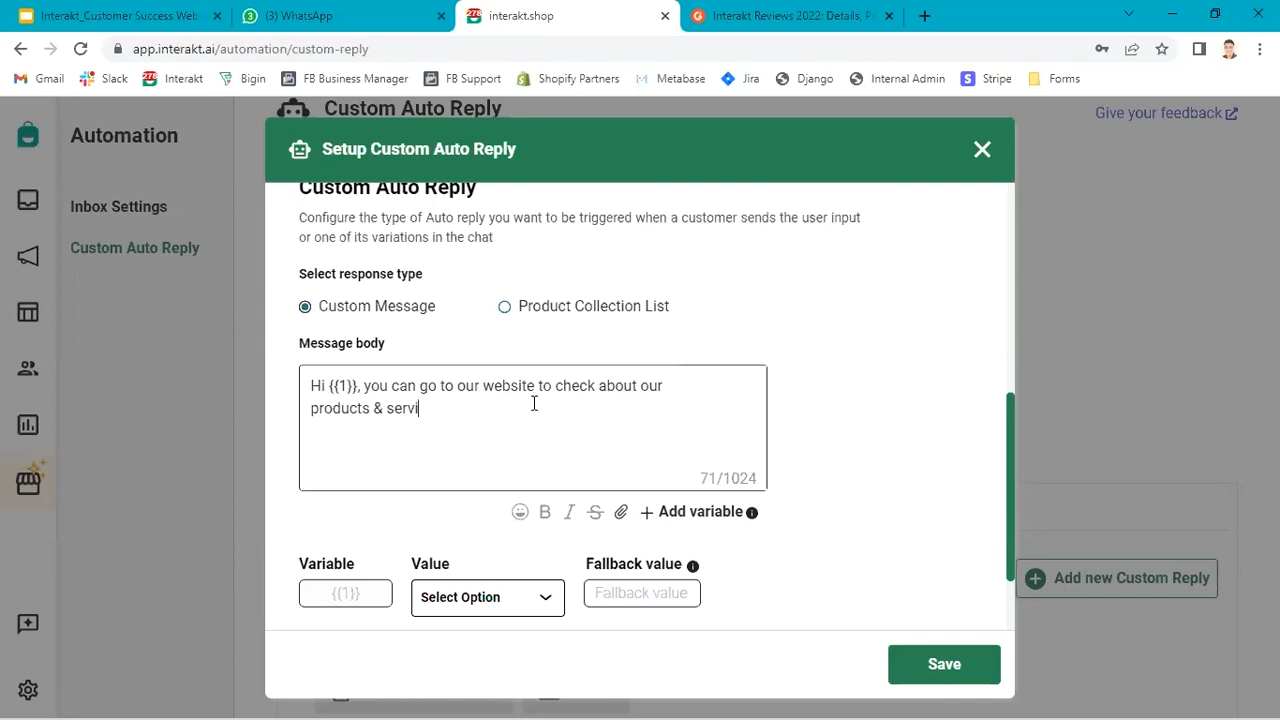 Interakt_Customer Success Web
(3) WhatsApp
interakt.shop
Interakt Reviews 2022: Details, Pr
app.interakt.ai/automation/custom-reply
Gmail
Slack
Interakt
Bigin
FB Business Manager
FB Support
Shopify Partners
Metabase
Jira
Django
Internal Admin
Stripe
Forms
Automation
Inbox Settings
Custom Auto Reply
Custom Auto Reply
Give your feedback
Setup Custom Auto Reply
Custom Auto Reply
Configure the type of Auto reply you want to be triggered when a customer sends the user input
or one of its variations in the chat
Select response type
Custom Message
Product Collection List
Message body
Hi {{1}}, you can go to our website to check about our
products & servi
71/1024
B I S + Add variable
Variable
Value
Fallback value
{{1}}
Select Option
Fallback value
Add new Custom Reply
Save